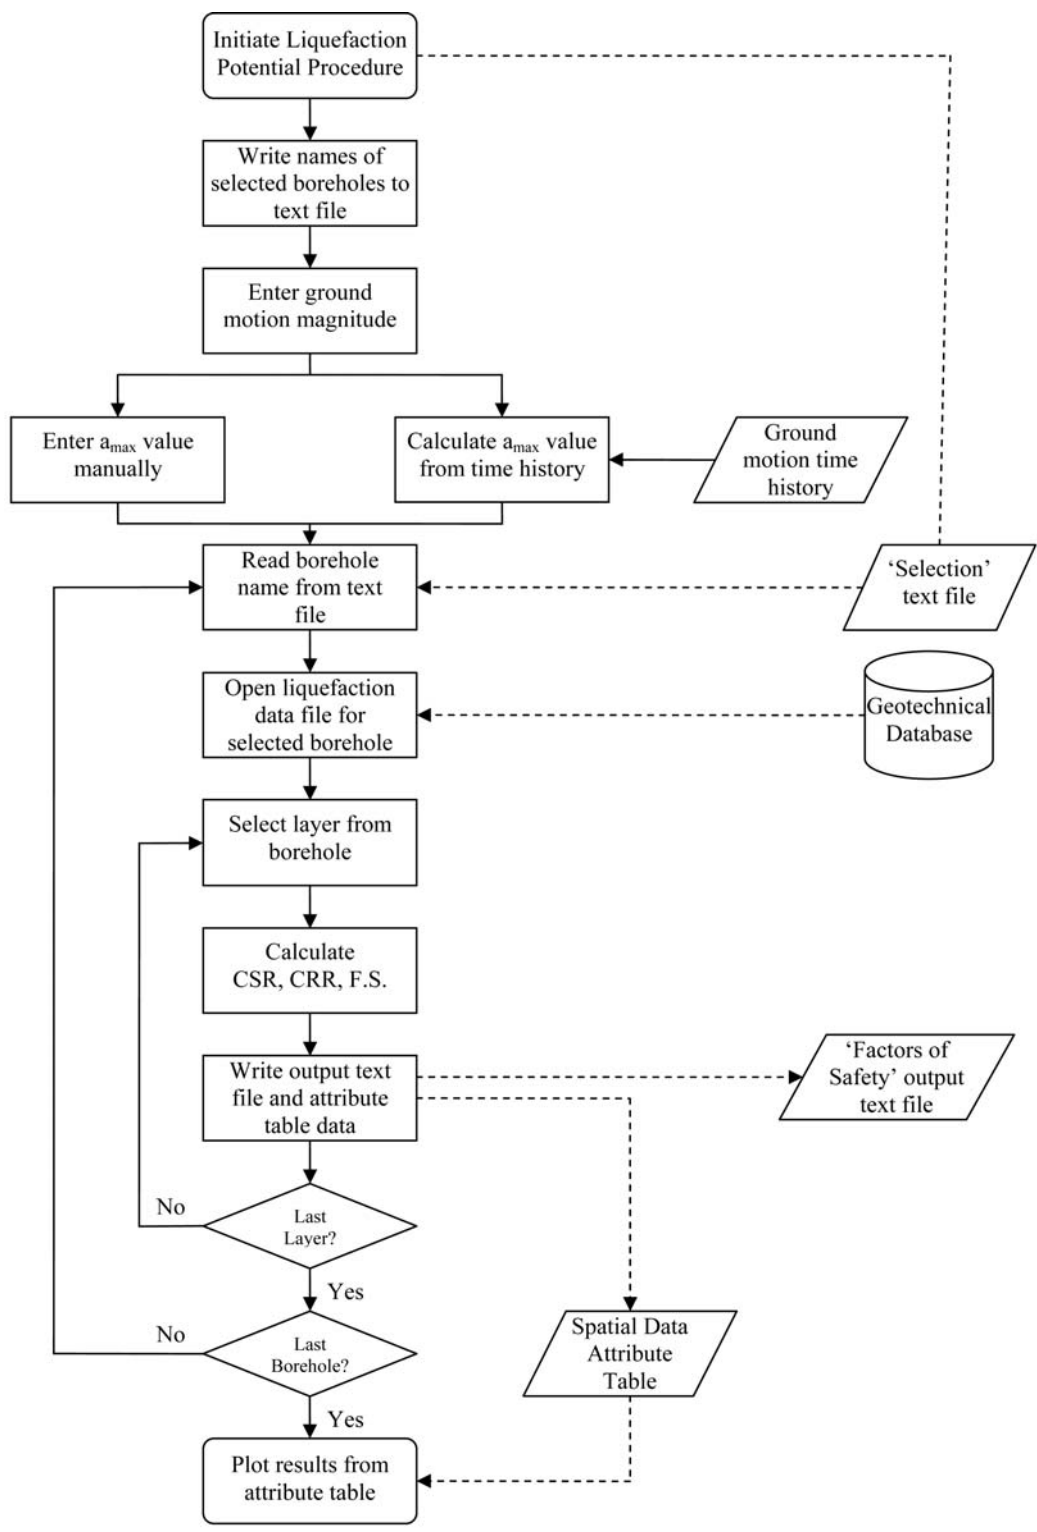 Initiate Liquefaction
Potential Procedure
Write names of
selected boreholes to
text file
Enter ground
motion magnitude
Enter amax value
manually
Calculate amax value
from time history
Ground
motion time
history
Read borehole
name from text
file
‘Selection’
text file
Open liquefaction
data file for
selected borehole
Geotechnical
Database
Select layer from
borehole
Calculate
CSR, CRR, F.S.
Write output text
file and attribute
table data
‘Factors of
Safety’ output
text file
No
Last
Layer?
Yes
No
Last
Borehole?
Spatial Data
Attribute
Table
Yes
Plot results from
attribute table